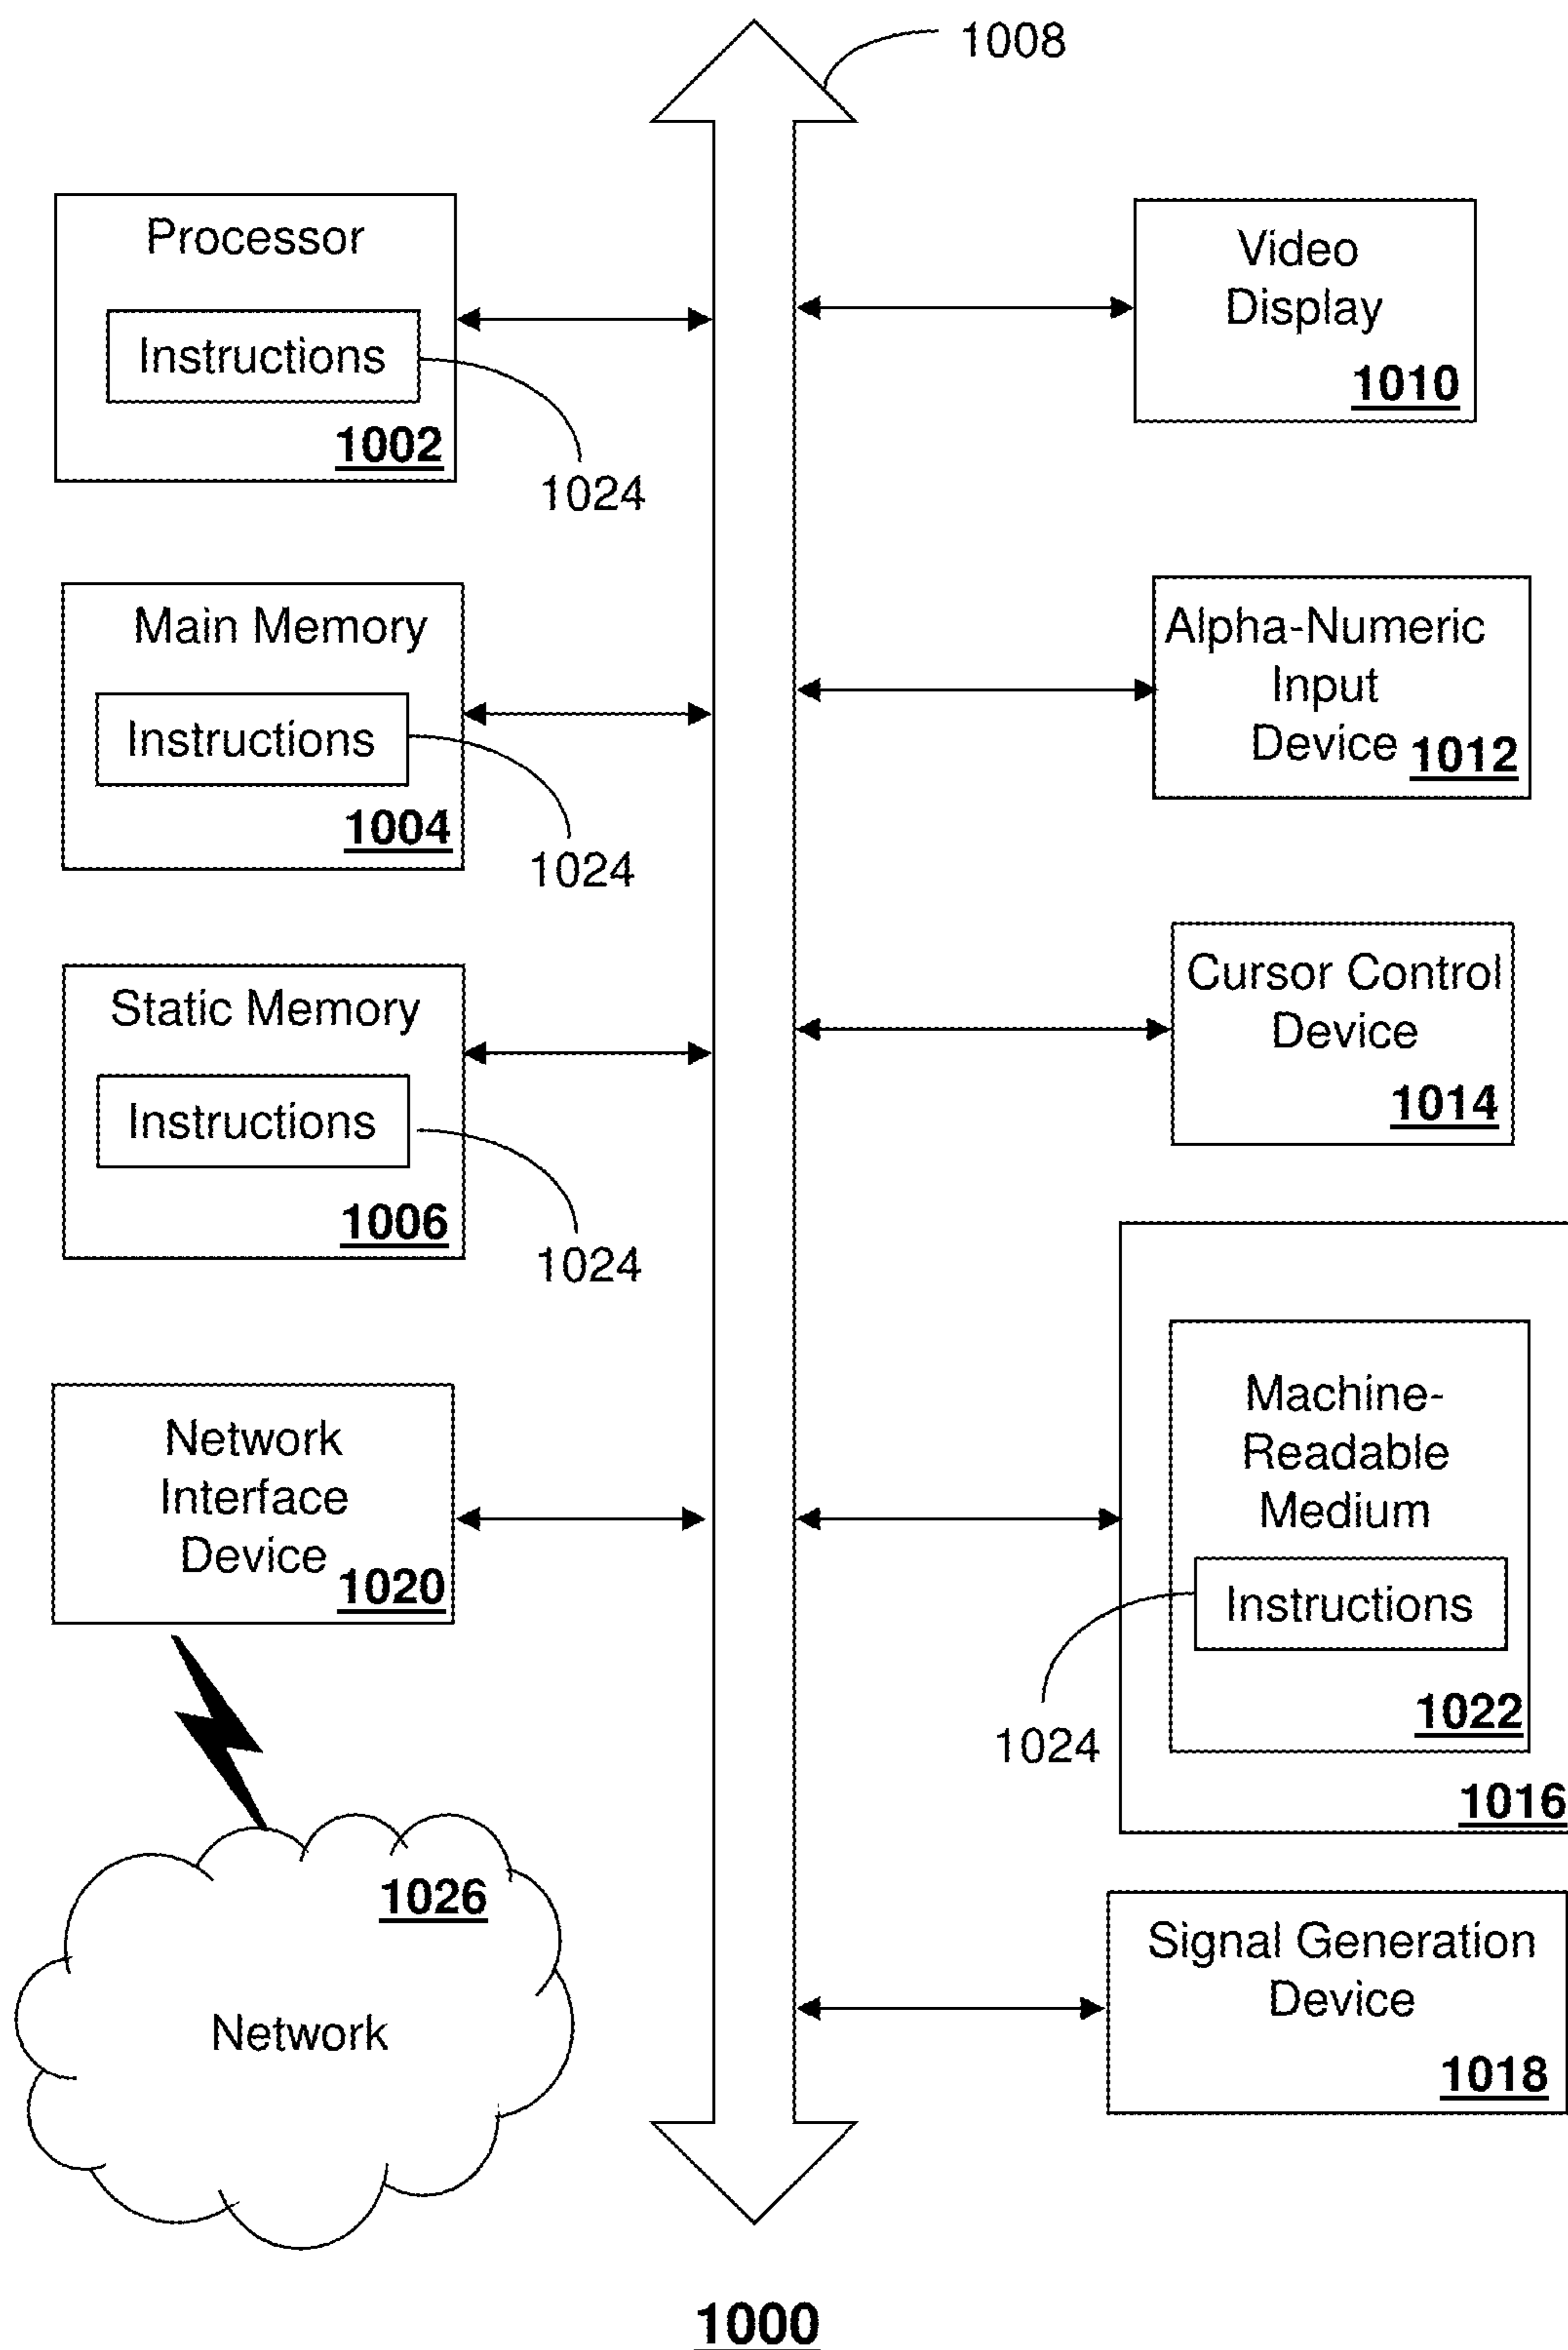 1008
Processor
Instructions
1002
1024
Video
Display
1010
Main Memory
Instructions
1004
1024
Alpha-Numeric
Input
Device 1012
Static Memory
Instructions
1006
1024
Cursor Control
Device
1014
Network
Interface
Device
1020
Machine-
Readable
Medium
Instructions
1022
1024
1016
1026
Network
Signal Generation
Device
1018
1000